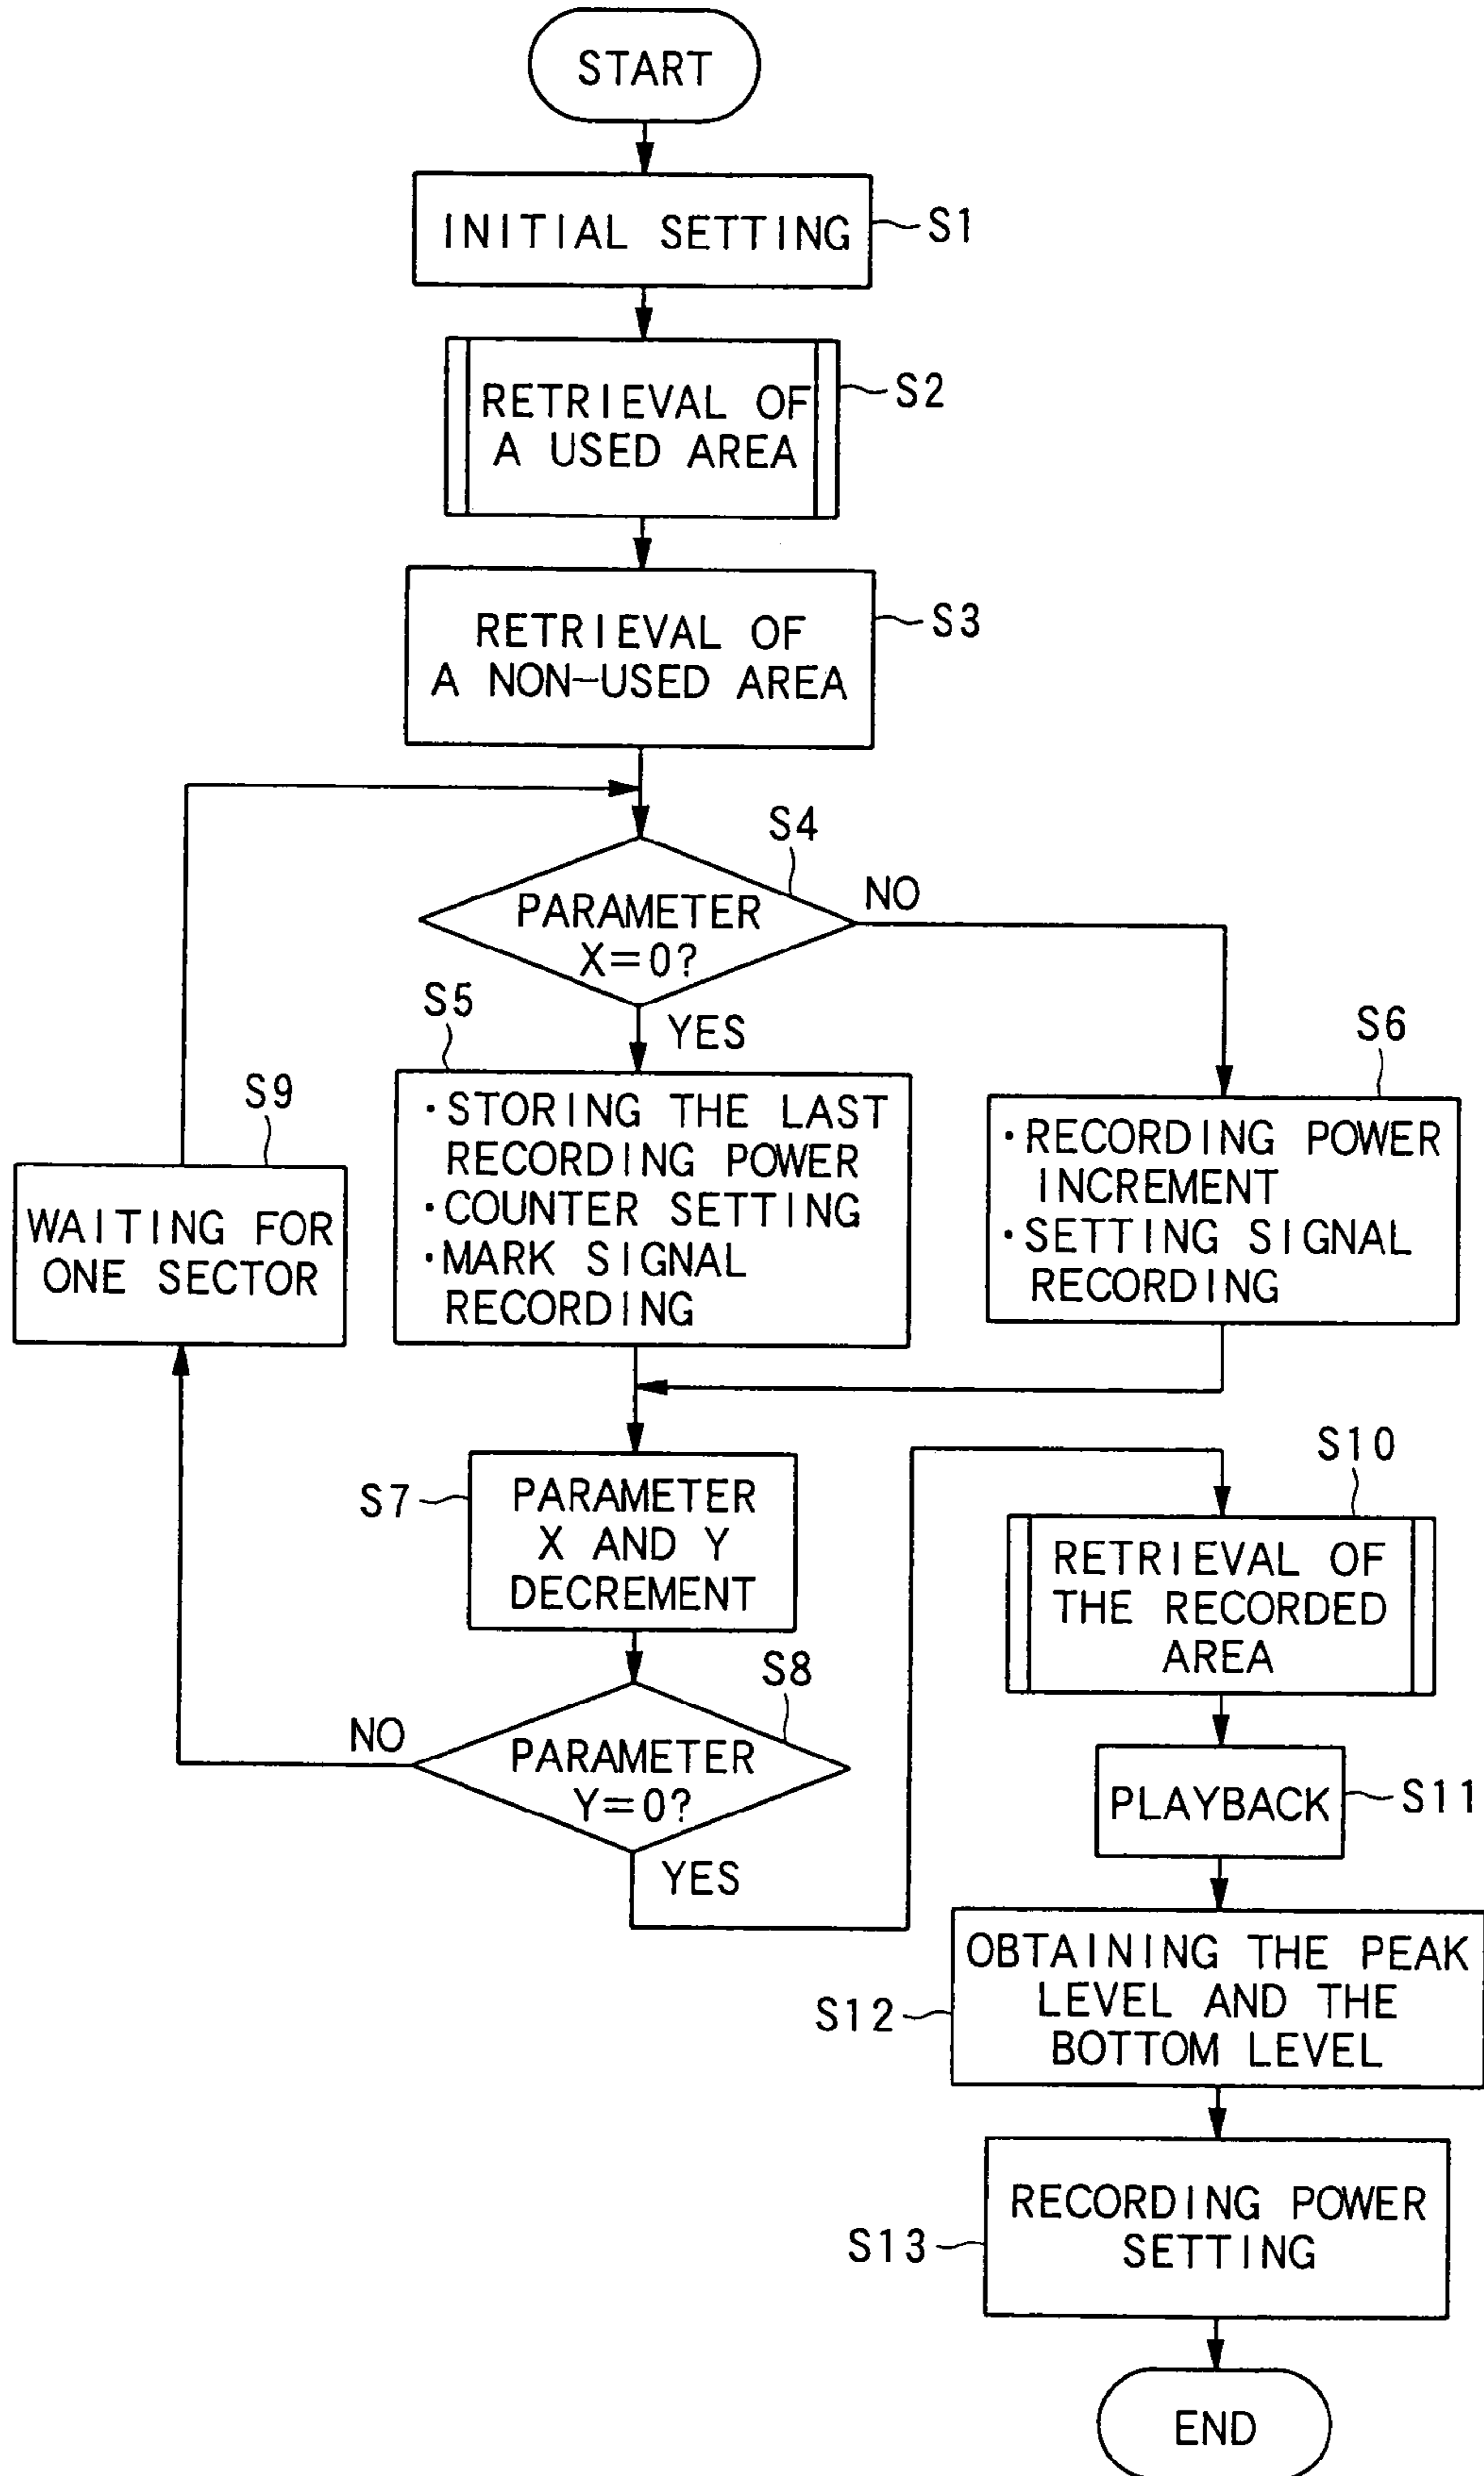 START
INITIAL SETTING
S1
RETRIEVAL OF
A USED AREA
S2
RETRIEVAL OF
A NON-USED AREA
S3
S4
PARAMETER
X=0?
NO
YES
S5
·STORING THE LAST
RECORDING POWER
·COUNTER SETTING
·MARK SIGNAL
RECORDING
S6
·RECORDING POWER
INCREMENT
·SETTING SIGNAL
RECORDING
S9
WAITING FOR
ONE SECTOR
S7
PARAMETER
X AND Y
DECREMENT
S8
PARAMETER
Y=0?
NO
YES
S10
RETRIEVAL OF
THE RECORDED
AREA
PLAYBACK
S11
OBTAINING THE PEAK
LEVEL AND THE
BOTTOM LEVEL
S12
RECORDING POWER
SETTING
S13
END